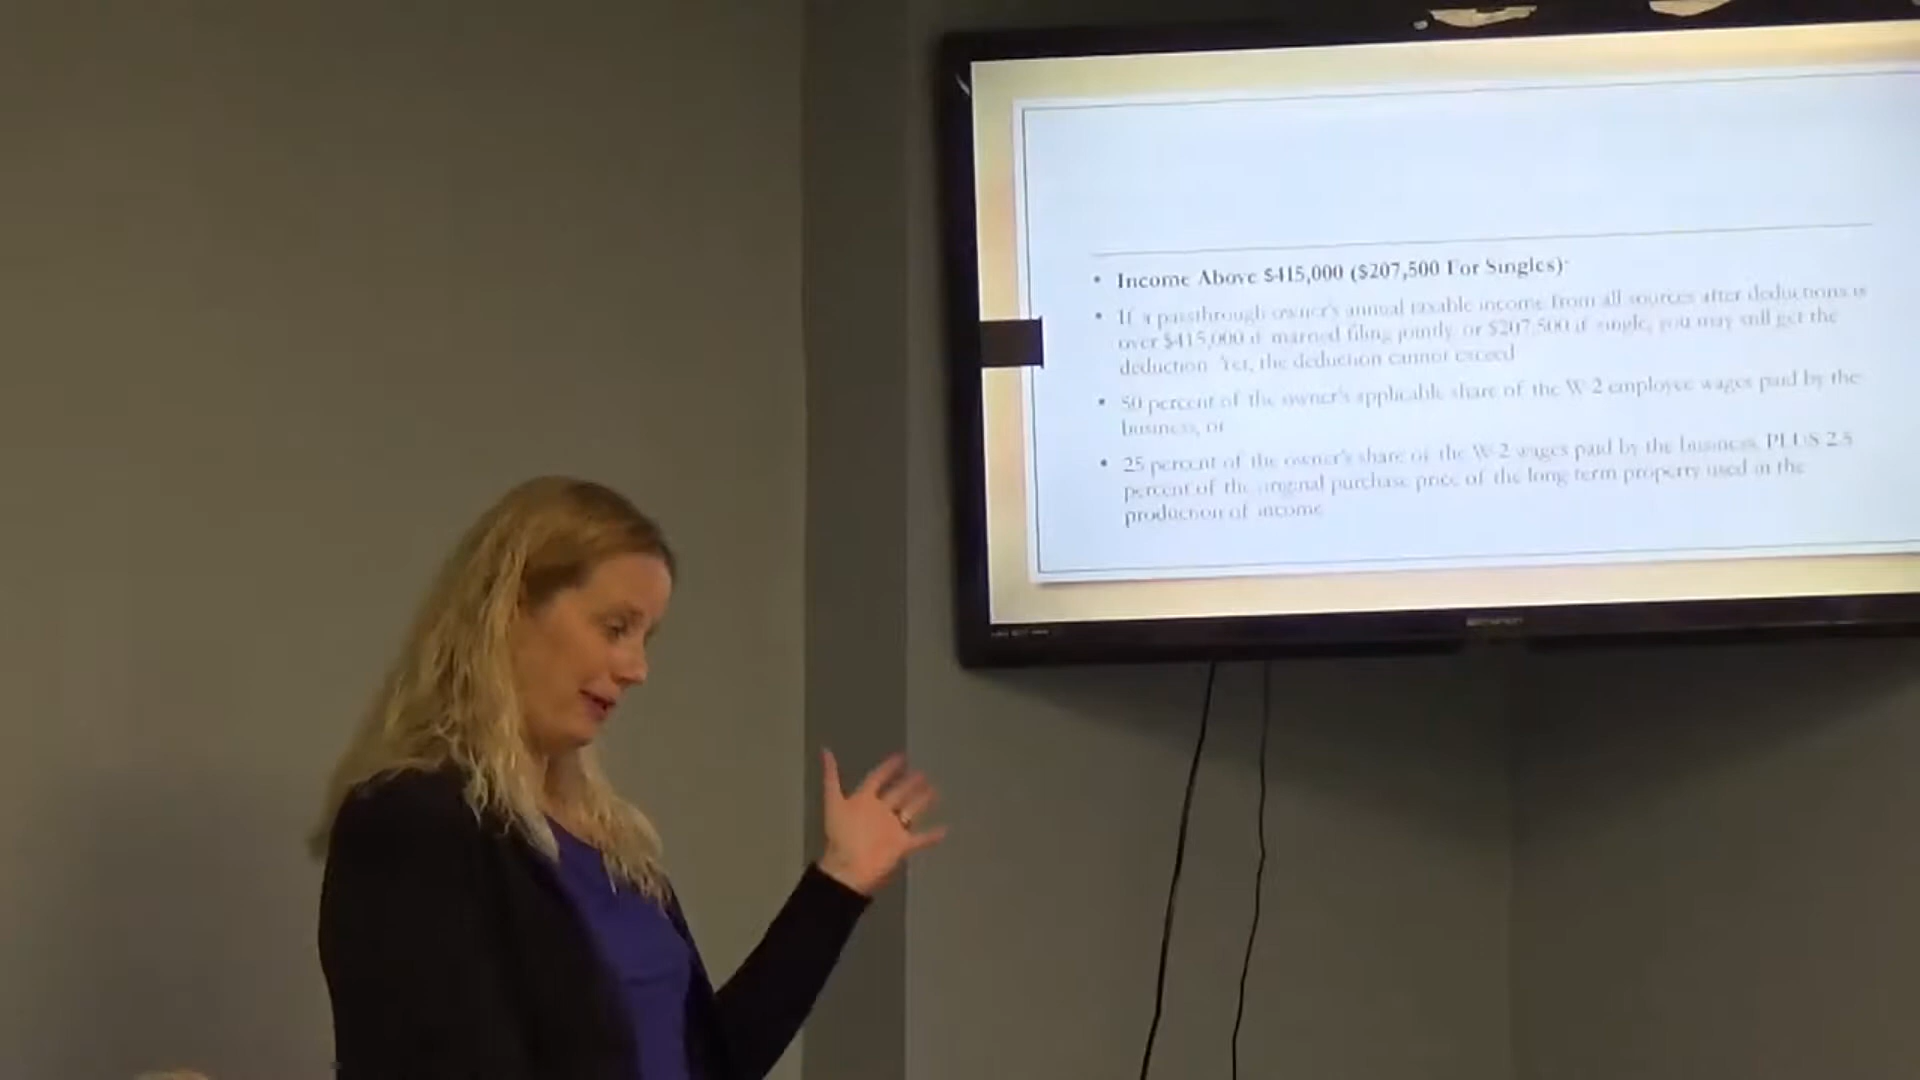 • Income Above $415,000 ($207,500 For Singles):
• If a passthrough owner's annual taxable income from all sources after deductions is
over $415,000 if married filing jointly or $207,500 if single, you may still get the
deduction. Yet, the deduction cannot exceed
• 50 percent of the owner's applicable share of the W-2 employee wages paid by the
business, or
• 25 percent of the owner's share of the W-2 wages paid by the business PLUS 2.5
percent of the original purchase price of the long term property used in the
production of income